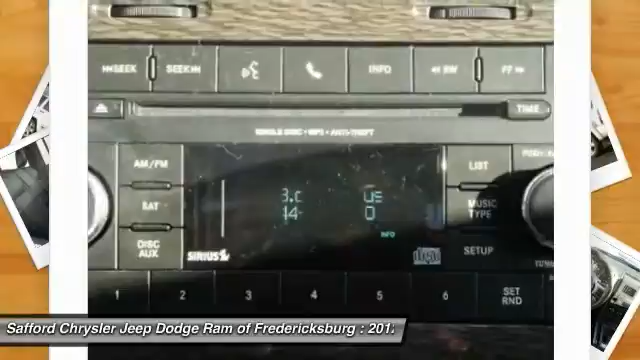 SEEK
SEEK
INFO
RW
FF
TIME
SINGLE DISC • MP3 • ANTI-THEFT
AM/FM
LIST
SAT
MUSIC
TYPE
DISC
AUX
SETUP
INFO
SIRIUS
1 2 3 4 5 6
SET
RND
Safford Chrysler Jeep Dodge Ram of Fredericksburg : 201